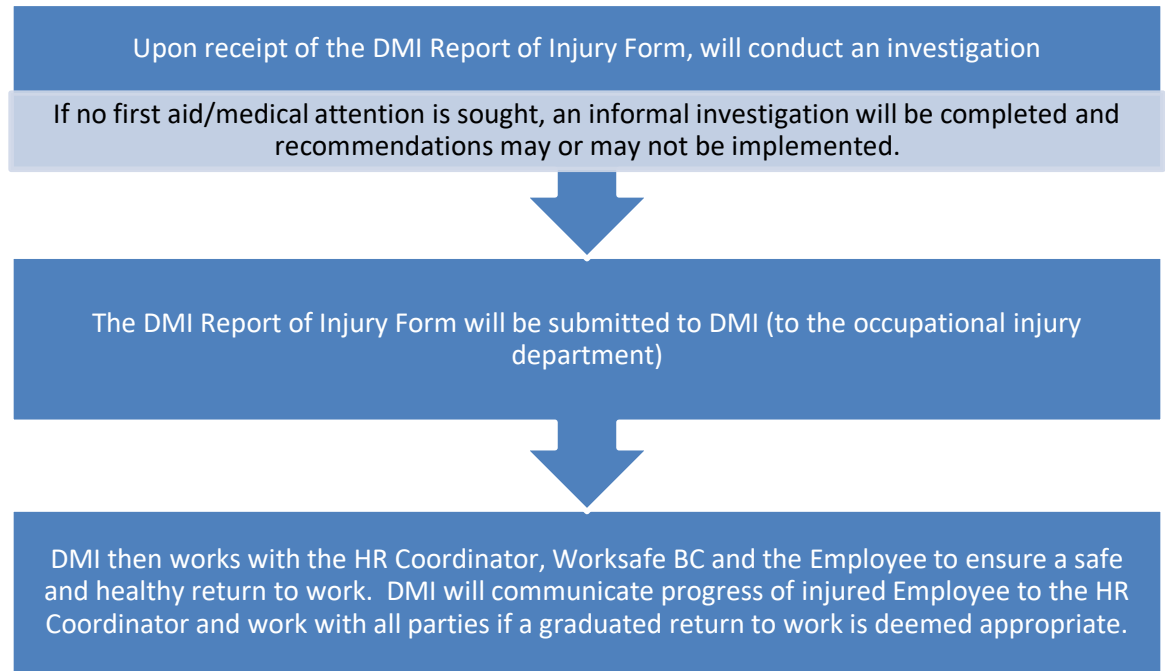 Upon receipt of the DMI Report of Injury Form, will conduct an investigation
If no first aid/medical attention is sought, an informal investigation will be completed and
recommendations may or may not be implemented.
The DMI Report of Injury Form will be submitted to DMI (to the occupational injury
department)
DMI then works with the HR Coordinator, Worksafe BC and the Employee to ensure a safe
and healthy return to work.  DMI will communicate progress of injured Employee to the HR
Coordinator and work with all parties if a graduated return to work is deemed appropriate.